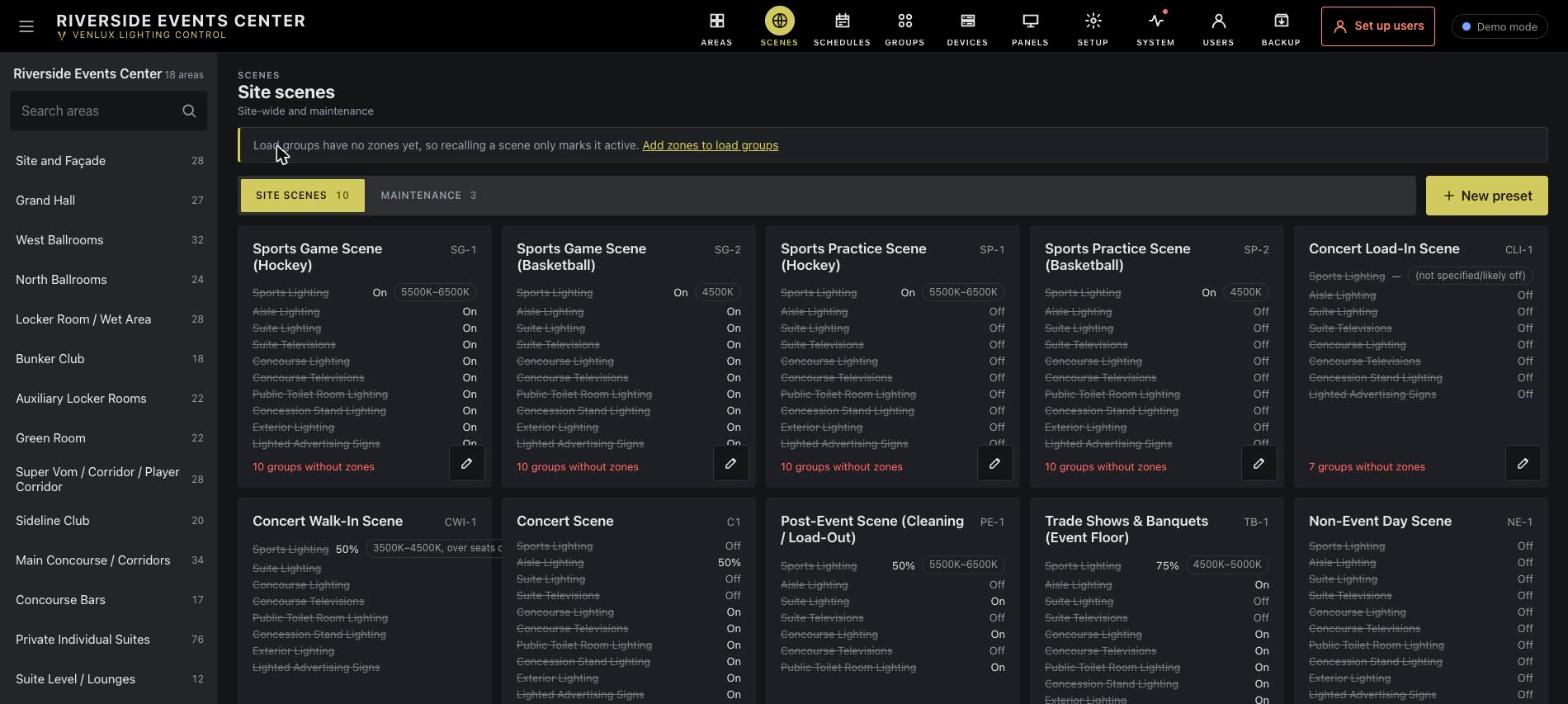 RIVERSIDE EVENTS CENTER
VENLUX LIGHTING CONTROL
AREAS
SCENES
SCHEDULES
GROUPS
DEVICES
PANELS
SETUP
SYSTEM
USERS
BACKUP
Set up users
Demo mode
Riverside Events Center 18 areas
Search areas
Site and Façade 28
Grand Hall 27
West Ballrooms 32
North Ballrooms 24
Locker Room / Wet Area 28
Bunker Club 18
Auxiliary Locker Rooms 22
Green Room 22
Super Vom / Corridor / Player
Corridor 28
Sideline Club 20
Main Concourse / Corridors 34
Concourse Bars 17
Private Individual Suites 76
Suite Level / Lounges 12
SCENES
Site scenes
Site-wide and maintenance
Load groups have no zones yet, so recalling a scene only marks it active. Add zones to load groups
SITE SCENES 10
MAINTENANCE 3
+ New preset
Sports Game Scene SG-1
(Hockey)
Sports Lighting On 5500K–6500K
Aisle Lighting On
Suite Lighting On
Suite Televisions On
Concourse Lighting On
Concourse Televisions On
Public Toilet Room Lighting On
Concession Stand Lighting On
Exterior Lighting On
Lighted Advertising Signs On
10 groups without zones
Sports Game Scene SG-2
(Basketball)
Sports Lighting On 4500K
Aisle Lighting On
Suite Lighting On
Suite Televisions On
Concourse Lighting On
Concourse Televisions On
Public Toilet Room Lighting On
Concession Stand Lighting On
Exterior Lighting On
Lighted Advertising Signs On
10 groups without zones
Sports Practice Scene SP-1
(Hockey)
Sports Lighting On 5500K–6500K
Aisle Lighting Off
Suite Lighting Off
Suite Televisions Off
Concourse Lighting Off
Concourse Televisions Off
Public Toilet Room Lighting Off
Concession Stand Lighting Off
Exterior Lighting Off
Lighted Advertising Signs Off
10 groups without zones
Sports Practice Scene SP-2
(Basketball)
Sports Lighting On 4500K
Aisle Lighting Off
Suite Lighting Off
Suite Televisions Off
Concourse Lighting Off
Concourse Televisions Off
Public Toilet Room Lighting Off
Concession Stand Lighting Off
Exterior Lighting Off
Lighted Advertising Signs Off
10 groups without zones
Concert Load-In Scene CLI-1
Sports Lighting — (not specified/likely off)
Aisle Lighting Off
Suite Lighting Off
Suite Televisions Off
Concourse Lighting Off
Concourse Televisions Off
Concession Stand Lighting Off
Lighted Advertising Signs Off
7 groups without zones
Concert Walk-In Scene CWI-1
Sports Lighting 50% 3500K–4500K, over seats
Suite Lighting
Concourse Lighting
Concourse Televisions
Public Toilet Room Lighting
Concession Stand Lighting
Exterior Lighting
Lighted Advertising Signs
Concert Scene C1
Sports Lighting Off
Aisle Lighting 50%
Suite Lighting Off
Suite Televisions Off
Concourse Lighting On
Concourse Televisions On
Public Toilet Room Lighting On
Concession Stand Lighting On
Exterior Lighting On
Lighted Advertising Signs On
Post-Event Scene (Cleaning PE-1
/ Load-Out)
Sports Lighting 50% 5500K–6500K
Aisle Lighting Off
Suite Lighting On
Suite Televisions Off
Concourse Lighting On
Concourse Televisions Off
Public Toilet Room Lighting On
Trade Shows & Banquets TB-1
(Event Floor)
Sports Lighting 75% 4500K–5000K
Aisle Lighting On
Suite Lighting Off
Suite Televisions Off
Concourse Lighting On
Concourse Televisions On
Public Toilet Room Lighting On
Concession Stand Lighting On
Exterior Lighting On
Non-Event Day Scene NE-1
Sports Lighting Off
Aisle Lighting Off
Suite Lighting Off
Suite Televisions Off
Concourse Lighting Off
Concourse Televisions Off
Public Toilet Room Lighting Off
Concession Stand Lighting Off
Exterior Lighting Off
Lighted Advertising Signs Off